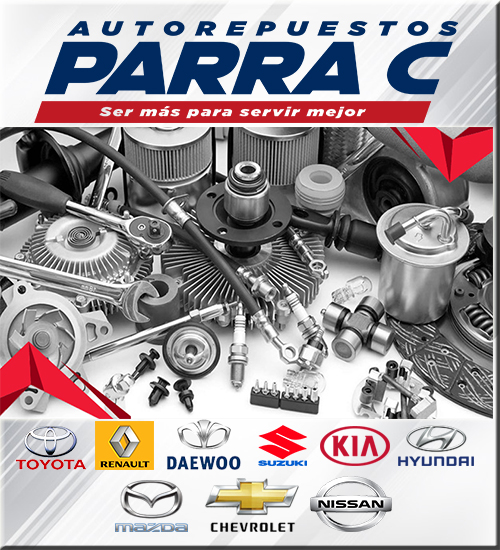 AUTOREPUESTOS
PARRA C
Ser más para servir mejor
TOYOTA RENAULT DAEWOO SUZUKI KIA HYUNDAI
mazda CHEVROLET NISSAN